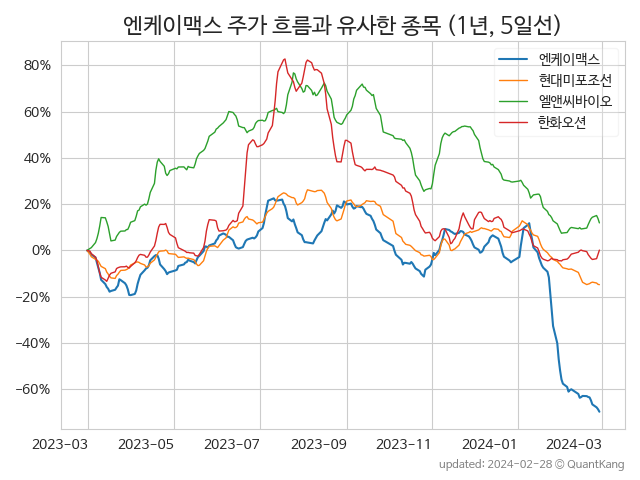 엔케이맥스 주가 흐름과 유사한 종목 (1년, 5일선)
엔케이맥스
현대미포조선
엘앤씨바이오
한화오션
80%
60%
40%
20%
0%
−20%
−40%
−60%
2023-03
2023-05
2023-07
2023-09
2023-11
2024-01
2024-03
updated: 2024-02-28 © QuantKang